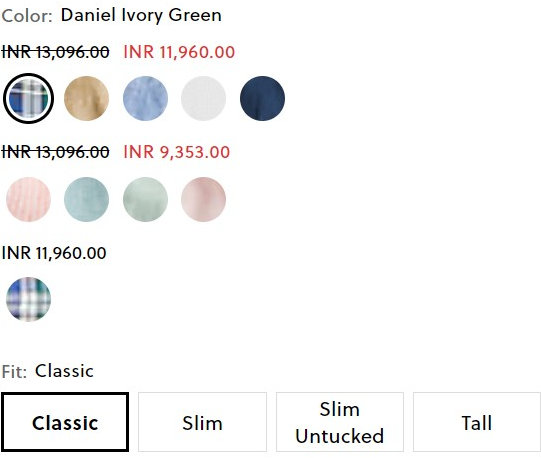 Color: Daniel Ivory Green
INR 13,096.00 INR 11,960.00
INR 13,096.00 INR 9,353.00
INR 11,960.00
Fit: Classic
Classic Slim Slim Untucked Tall